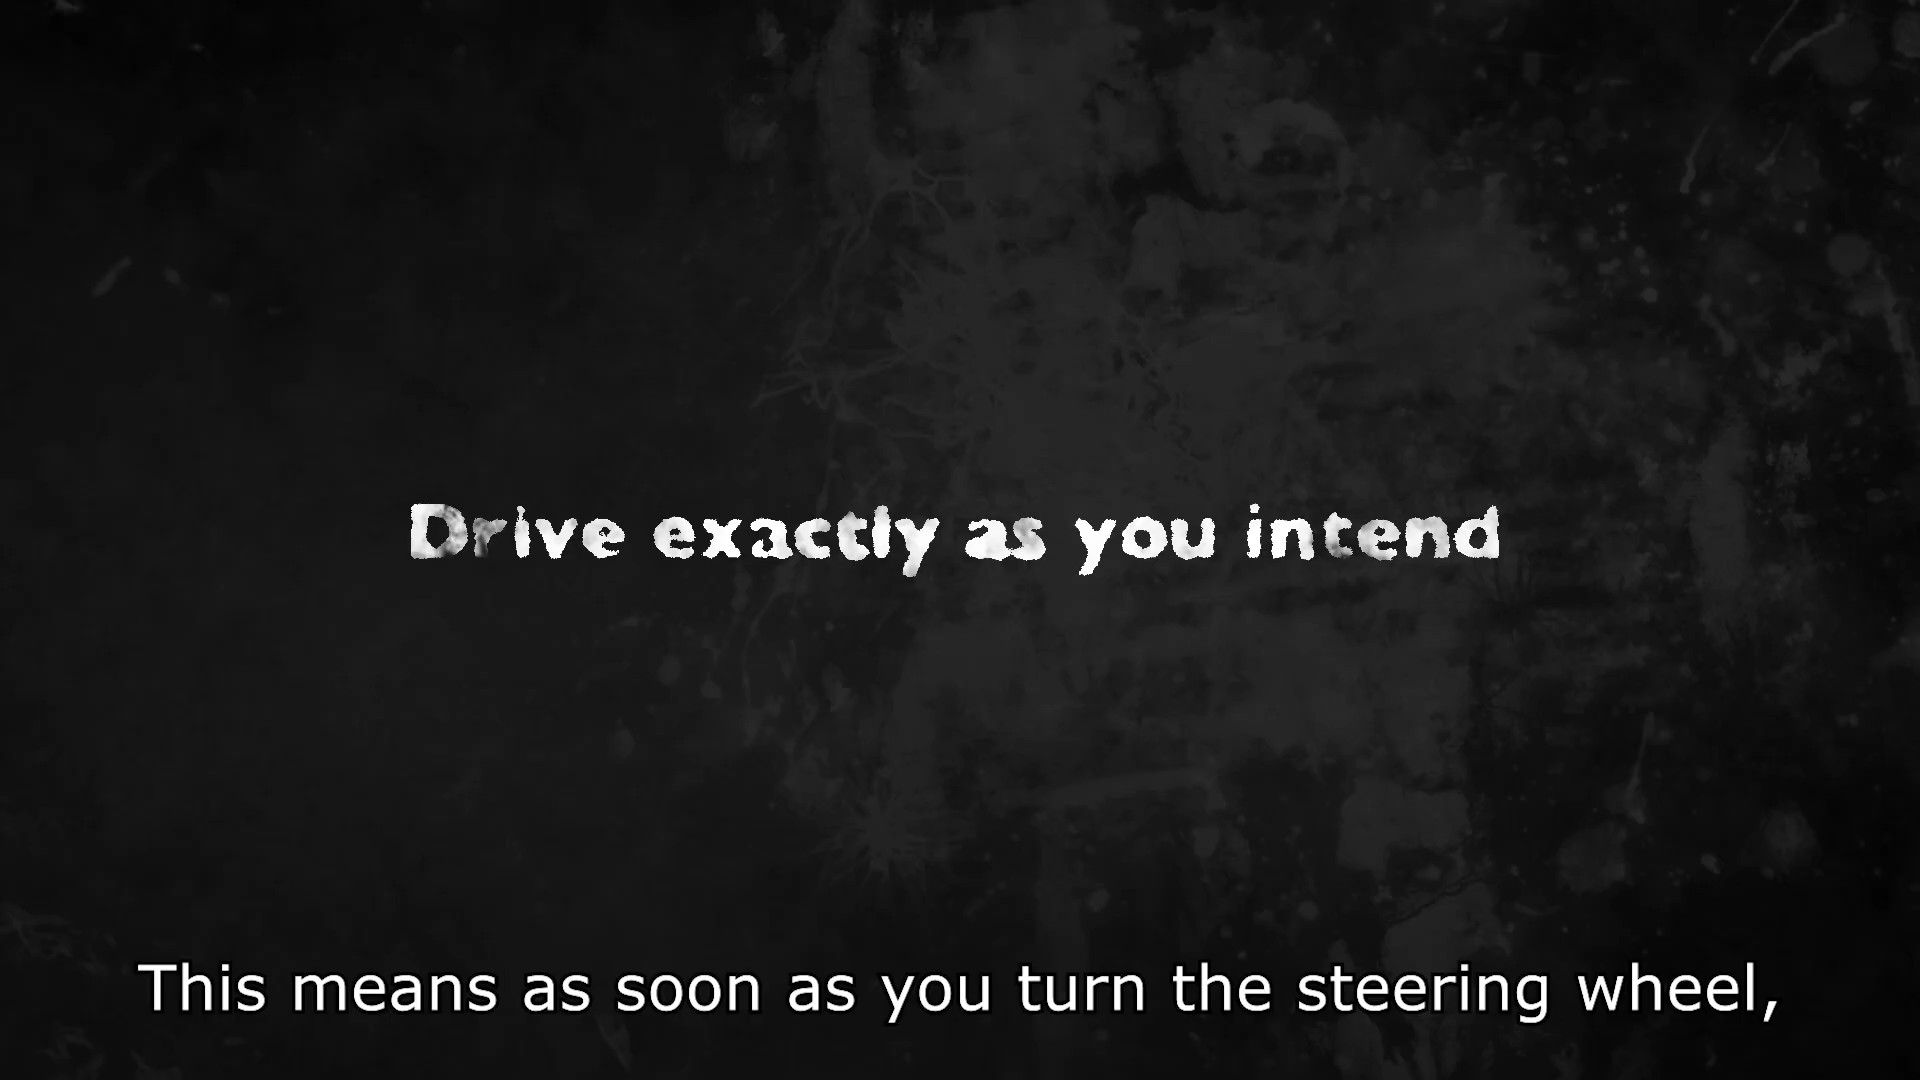 Drive exactly as you intend
This means as soon as you turn the steering wheel,